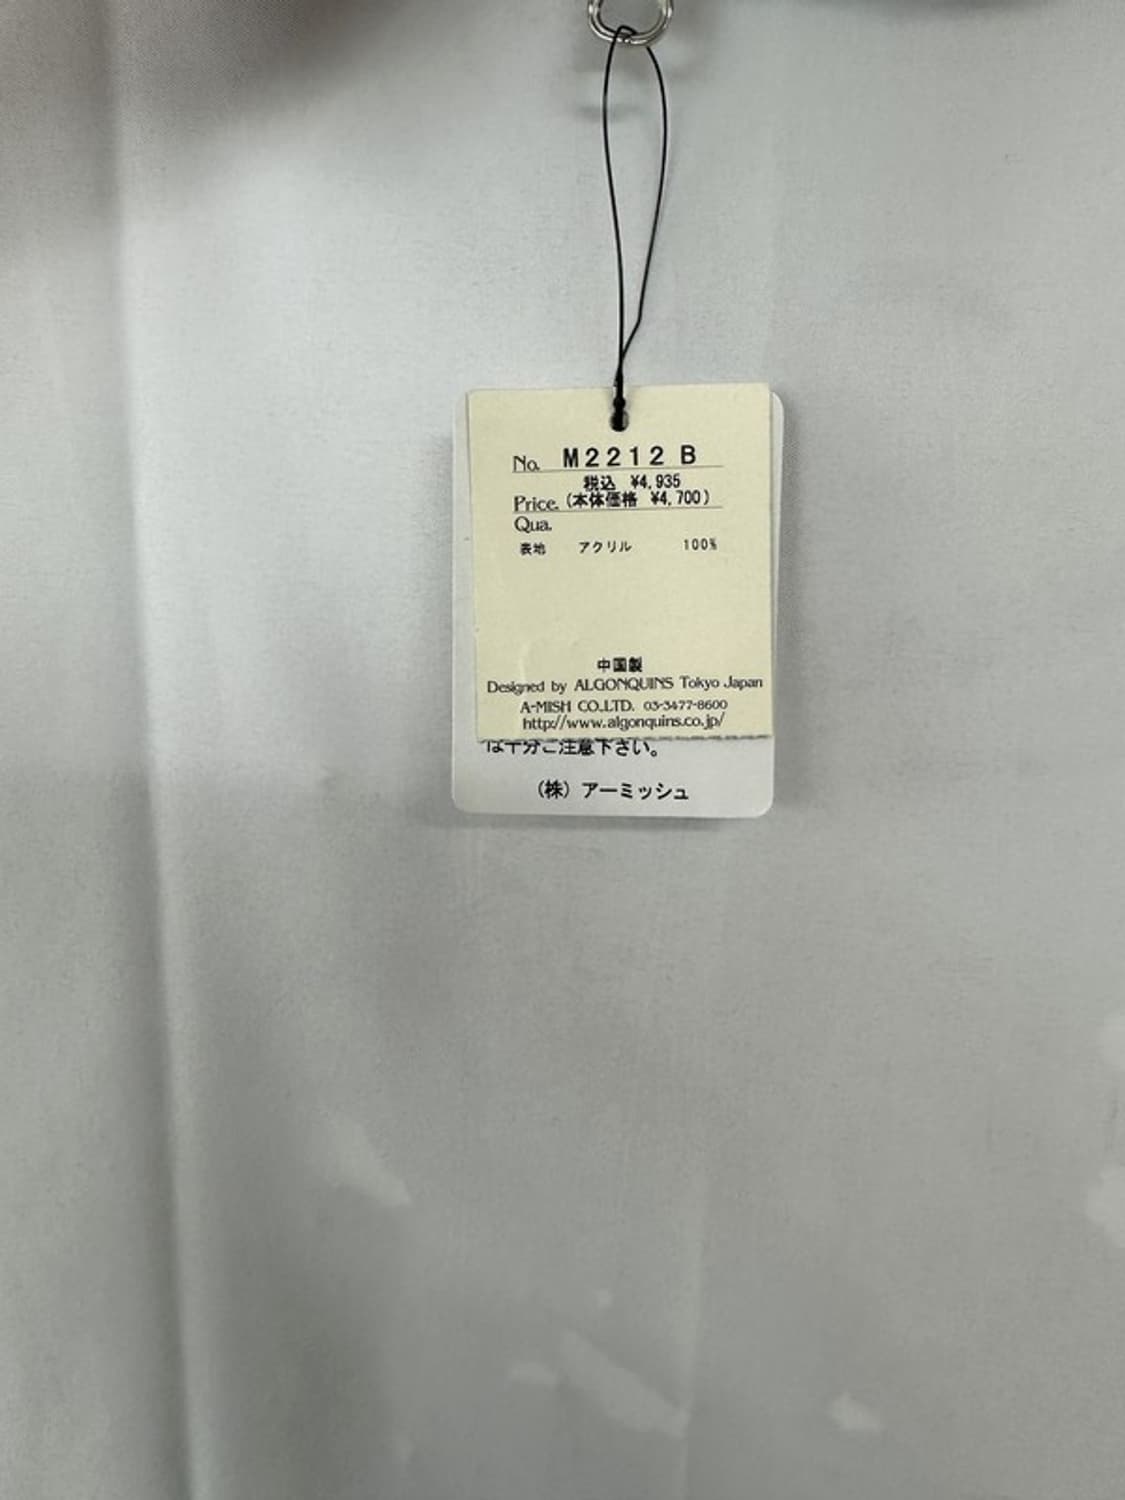 No. M2212 B
税込 ¥4,935
Price. (本体価格 ¥4,700)
Qua.
表地 アクリル 100%
中国製
Designed by ALGONQUINS Tokyo Japan
A-MISH CO.,LTD. 03-3477-8600
http://www.algonquins.co.jp/
は十分ご注意下さい。
(株) アーミッシュ